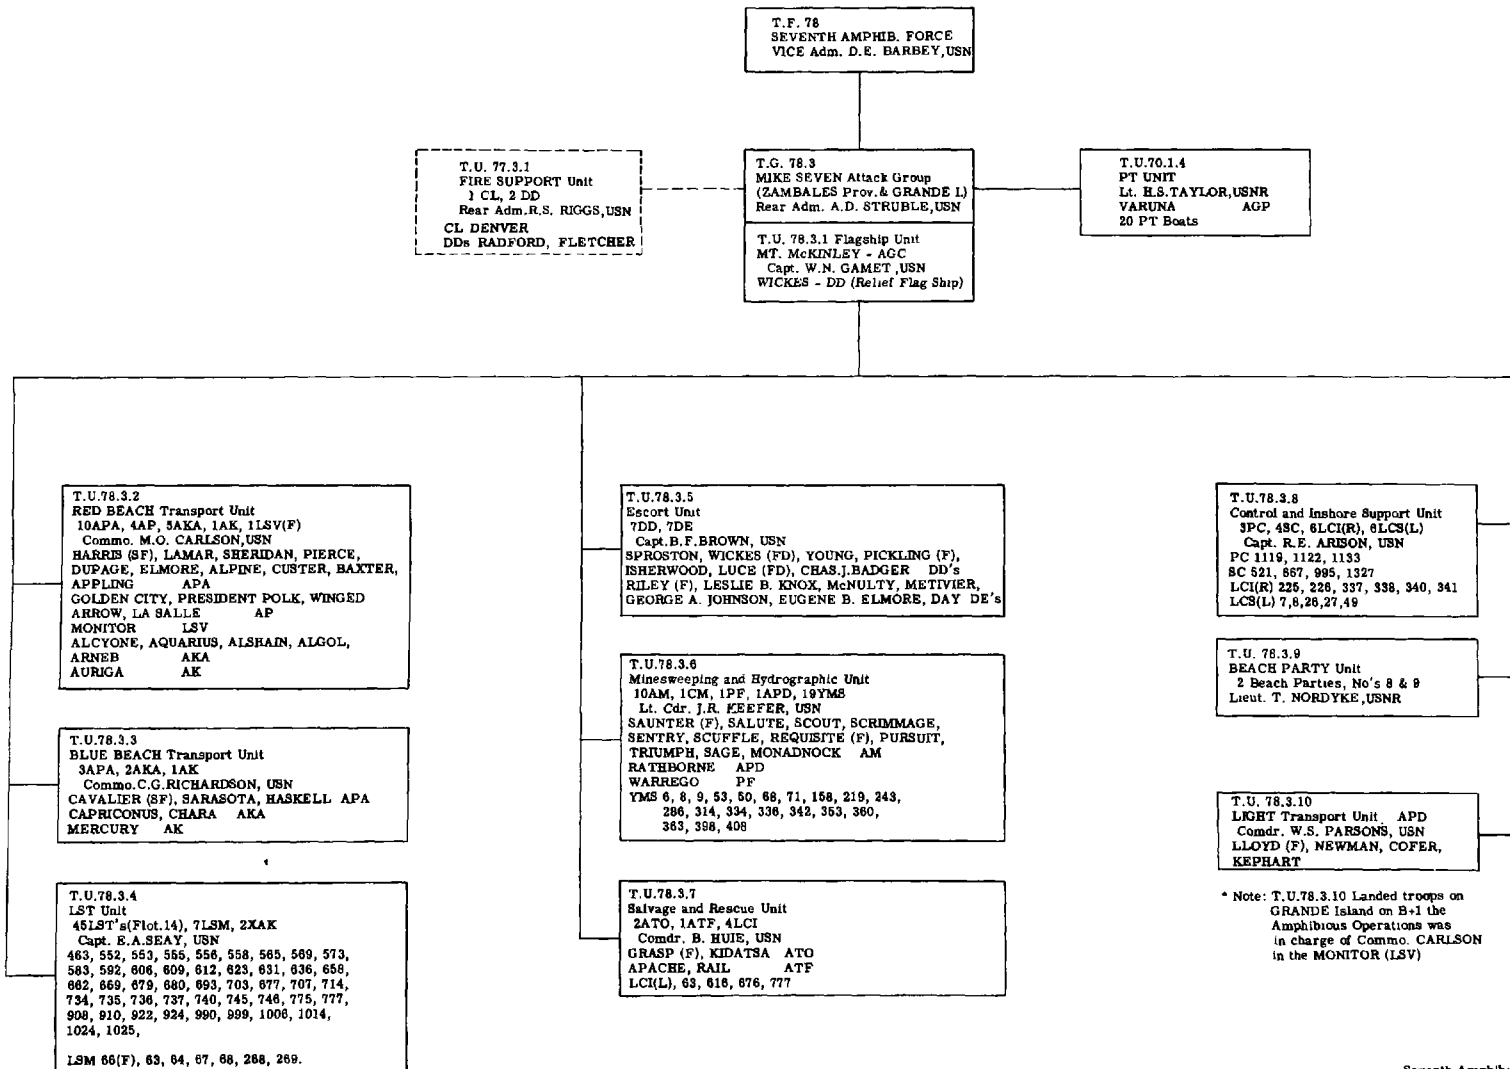 T.F. 78
SEVENTH AMPHIB. FORCE
VICE Adm. D.E. BARBEY,USN
T.U. 77.3.1
FIRE SUPPORT Unit
1 CL, 2 DD
Rear Adm.R.S. RIGGS,USN
CL DENVER
DDs RADFORD, FLETCHER
T.G. 78.3
MIKE SEVEN Attack Group
(ZAMBALES Prov.& GRANDE I.)
Rear Adm. A.D. STRUBLE,USN
T.U. 78.3.1 Flagship Unit
MT. McKINLEY - AGC
Capt. W.N. GAMET ,USN
WICKES - DD (Relief Flag Ship)
T.U.70.1.4
PT UNIT
Lt. H.S.TAYLOR,USNR
VARUNA AGP
20 PT Boats
T.U.78.3.2
RED BEACH Transport Unit
10APA, 4AP, 5AKA, 1AK, 1LSV(F)
Commo. M.O. CARLSON,USN
HARRIS (SF), LAMAR, SHERIDAN, PIERCE,
DUPAGE, ELMORE, ALPINE, CUSTER, BAXTER,
APPLING APA
GOLDEN CITY, PRESIDENT POLK, WINGED
ARROW, LA SALLE AP
MONITOR LSV
ALCYONE, AQUARIUS, ALSHAIN, ALGOL,
ARNEB AKA
AURIGA AK
T.U.78.3.3
BLUE BEACH Transport Unit
3APA, 2AKA, 1AK
Commo.C.G.RICHARDSON, USN
CAVALIER (SF), SARASOTA, HASKELL APA
CAPRICONUS, CHARA AKA
MERCURY AK
T.U.78.3.4
LST Unit
45LST's(Flot.14), 7LSM, 2XAK
Capt. E.A.SEAY, USN
463, 552, 553, 555, 556, 558, 565, 569, 573,
583, 592, 606, 609, 612, 623, 631, 636, 658,
662, 669, 679, 680, 693, 703, 677, 707, 714,
734, 735, 736, 737, 740, 745, 746, 775, 777,
908, 910, 922, 924, 990, 999, 1006, 1014,
1024, 1025,
LSM 66(F), 63, 64, 67, 68, 268, 269.
T.U.78.3.5
Escort Unit
7DD, 7DE
Capt.B.F.BROWN, USN
SPROSTON, WICKES (FD), YOUNG, PICKLING (F),
ISHERWOOD, LUCE (FD), CHAS.J.BADGER DD's
RILEY (F), LESLIE B. KNOX, McNULTY, METIVIER,
GEORGE A. JOHNSON, EUGENE B. ELMORE, DAY DE's
T.U.78.3.6
Minesweeping and Hydrographic Unit
10AM, 1CM, 1PF, 1APD, 19YMS
Lt. Cdr. J.R. KEEFER, USN
SAUNTER (F), SALUTE, SCOUT, SCRIMMAGE,
SENTRY, SCUFFLE, REQUISITE (F), PURSUIT,
TRIUMPH, SAGE, MONADNOCK AM
RATHBORNE APD
WARREGO PF
YMS 6, 8, 9, 53, 50, 68, 71, 158, 219, 243,
286, 314, 334, 336, 342, 353, 360,
363, 398, 408
T.U.78.3.7
Salvage and Rescue Unit
2ATO, 1ATF, 4LCI
Comdr. B. HUIE, USN
GRASP (F), KIDATSA ATO
APACHE, RAIL ATF
LCI(L), 63, 616, 676, 777
T.U.78.3.8
Control and Inshore Support Unit
3PC, 4SC, 6LCI(R), 6LCS(L)
Capt. R.E. ARISON, USN
PC 1119, 1122, 1133
SC 521, 667, 995, 1327
LCI(R) 225, 226, 337, 338, 340, 341
LCS(L) 7,8,26,27,49
T.U. 78.3.9
BEACH PARTY Unit
2 Beach Parties, No's 8 & 9
Lieut. T. NORDYKE,USNR
T.U. 78.3.10
LIGHT Transport Unit APD
Comdr. W.S. PARSONS, USN
LLOYD (F), NEWMAN, COFER,
KEPHART
* Note: T.U.78.3.10 Landed troops on
GRANDE Island on B+1 the
Amphibious Operations was
in charge of Commo. CARLSON
in the MONITOR (LSV)